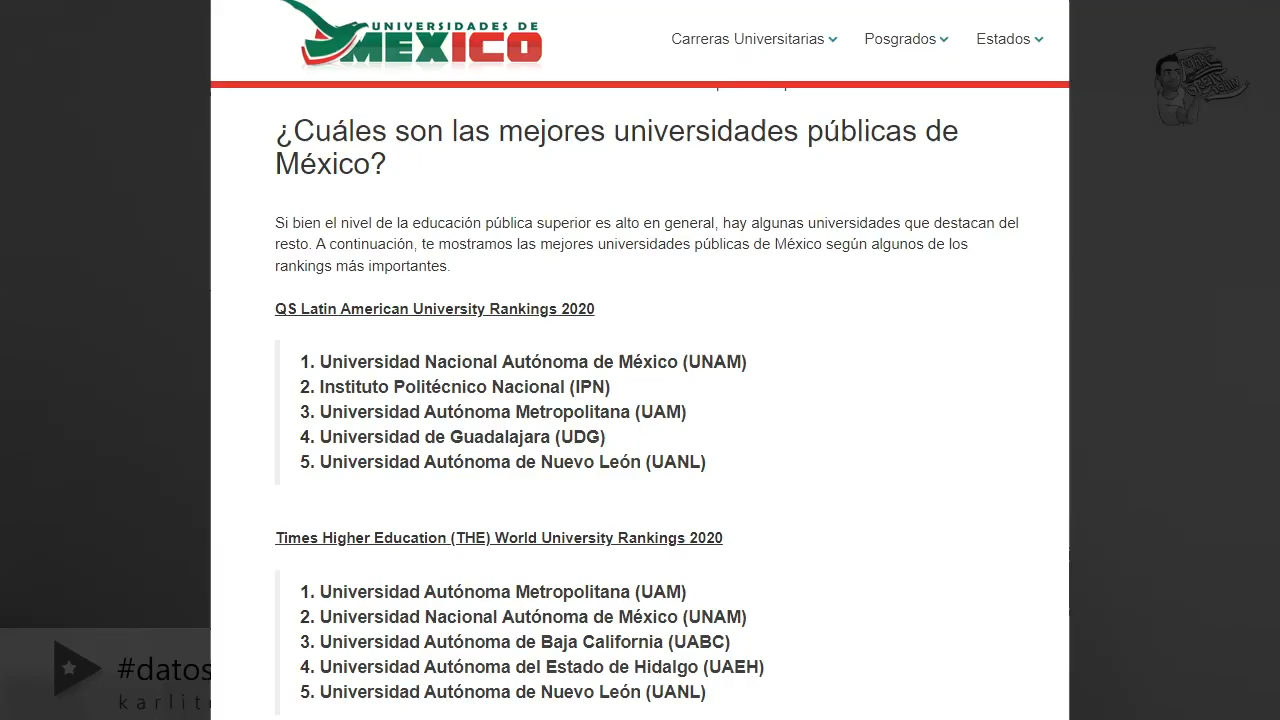 UNIVERSIDADES DE
MEXICO
Carreras Universitarias
Posgrados
Estados
¿Cuáles son las mejores universidades públicas de
México?
Si bien el nivel de la educación pública superior es alto en general, hay algunas universidades que destacan del
resto. A continuación, te mostramos las mejores universidades públicas de México según algunos de los
rankings más importantes.
QS Latin American University Rankings 2020
1. Universidad Nacional Autónoma de México (UNAM)
2. Instituto Politécnico Nacional (IPN)
3. Universidad Autónoma Metropolitana (UAM)
4. Universidad de Guadalajara (UDG)
5. Universidad Autónoma de Nuevo León (UANL)
Times Higher Education (THE) World University Rankings 2020
1. Universidad Autónoma Metropolitana (UAM)
2. Universidad Nacional Autónoma de México (UNAM)
3. Universidad Autónoma de Baja California (UABC)
4. Universidad Autónoma del Estado de Hidalgo (UAEH)
5. Universidad Autónoma de Nuevo León (UANL)
#datos
karlit